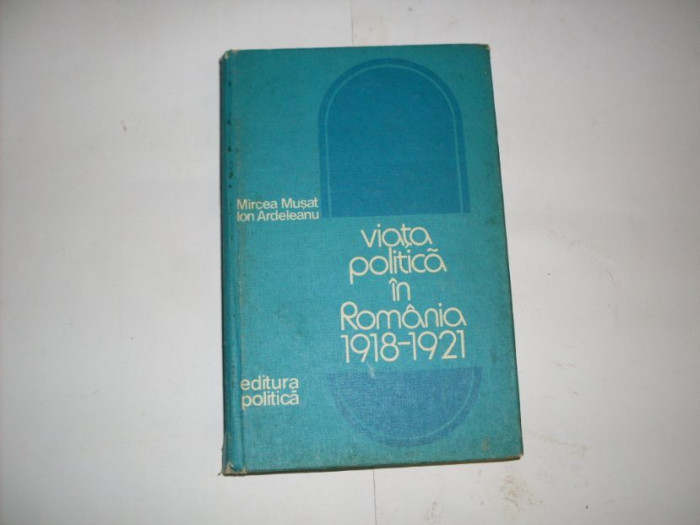 Mircea Mușat
Ion Ardeleanu
viața
politică
în
România
1918-1921
editura
politică